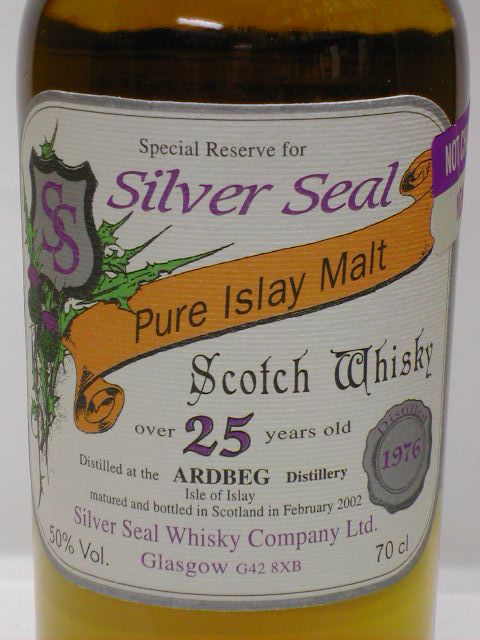 Special Reserve for
Silver Seal
SS
Pure Islay Malt
Scotch Whisky
over 25 years old
Distilled at the ARDBEG Distillery
Isle of Islay
matured and bottled in Scotland in February 2002
Silver Seal Whisky Company Ltd.
50% Vol.
Glasgow G42 8XB
70 cl
Distilled
1976
NOT